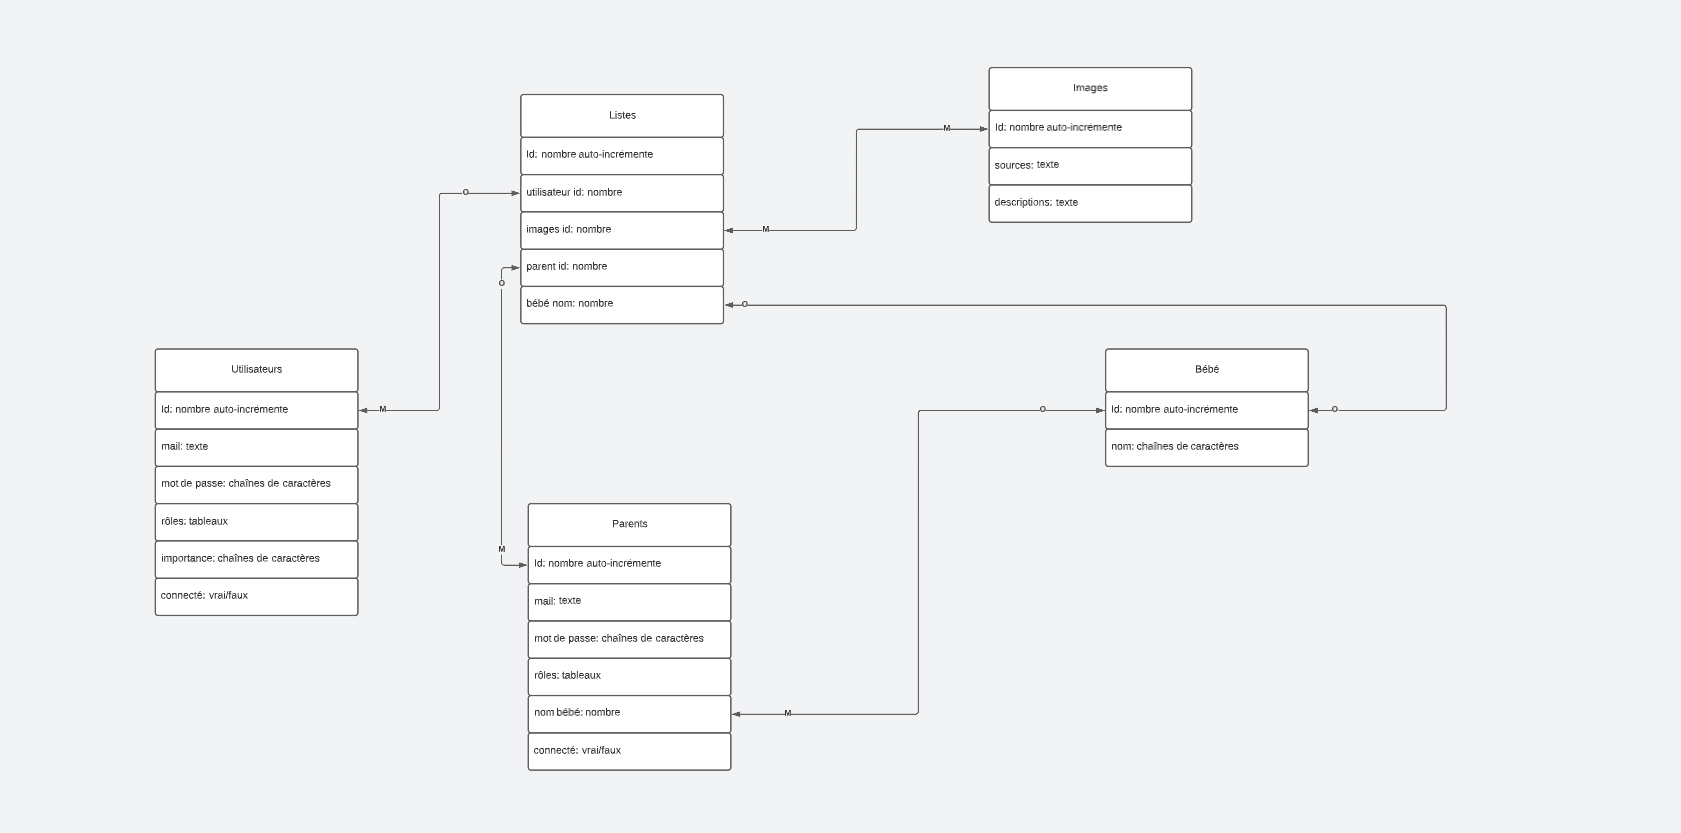 Images
Id: nombre auto-incrémente
sources: texte
descriptions: texte
Listes
Id: nombre auto-incrémente
utilisateur id: nombre
images id: nombre
parent id: nombre
bébé nom: nombre
M
M
O
M
O
M
O
O
Utilisateurs
Id: nombre auto-incrémente
mail: texte
mot de passe: chaînes de caractères
rôles: tableaux
importance: chaînes de caractères
connecté: vrai/faux
Bébé
Id: nombre auto-incrémente
nom: chaînes de caractères
O
M
Parents
Id: nombre auto-incrémente
mail: texte
mot de passe: chaînes de caractères
rôles: tableaux
nom bébé: nombre
connecté: vrai/faux